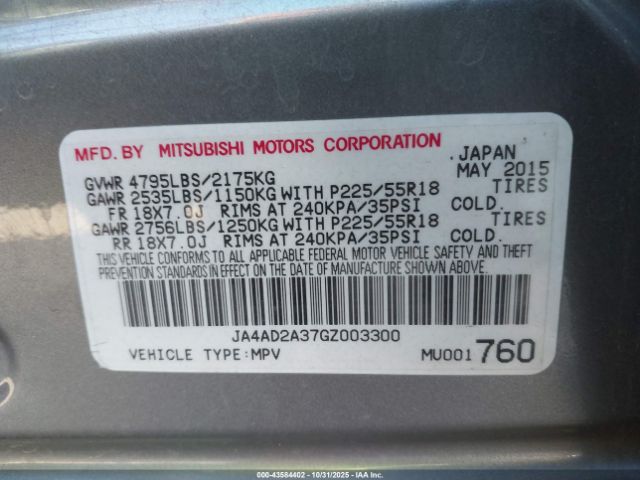 MFD. BY MITSUBISHI MOTORS CORPORATION
JAPAN
GVWR 4795LBS/2175KG MAY 2015
GAWR 2535LBS/1150KG WITH P225/55R18 TIRES
FR 18X7.0J RIMS AT 240KPA/35PSI COLD.
GAWR 2756LBS/1250KG WITH P225/55R18 TIRES
RR 18X7.0J RIMS AT 240KPA/35PSI COLD.
THIS VEHICLE CONFORMS TO ALL APPLICABLE FEDERAL MOTOR VEHICLE SAFETY AND THEFT
PREVENTION STANDARDS IN EFFECT ON THE DATE OF MANUFACTURE SHOWN ABOVE.
JA4AD2A37GZ003300
VEHICLE TYPE:MPV MU001760
000-43584402 - 10/31/2025 - Copyright © 2025 IAA, Inc.